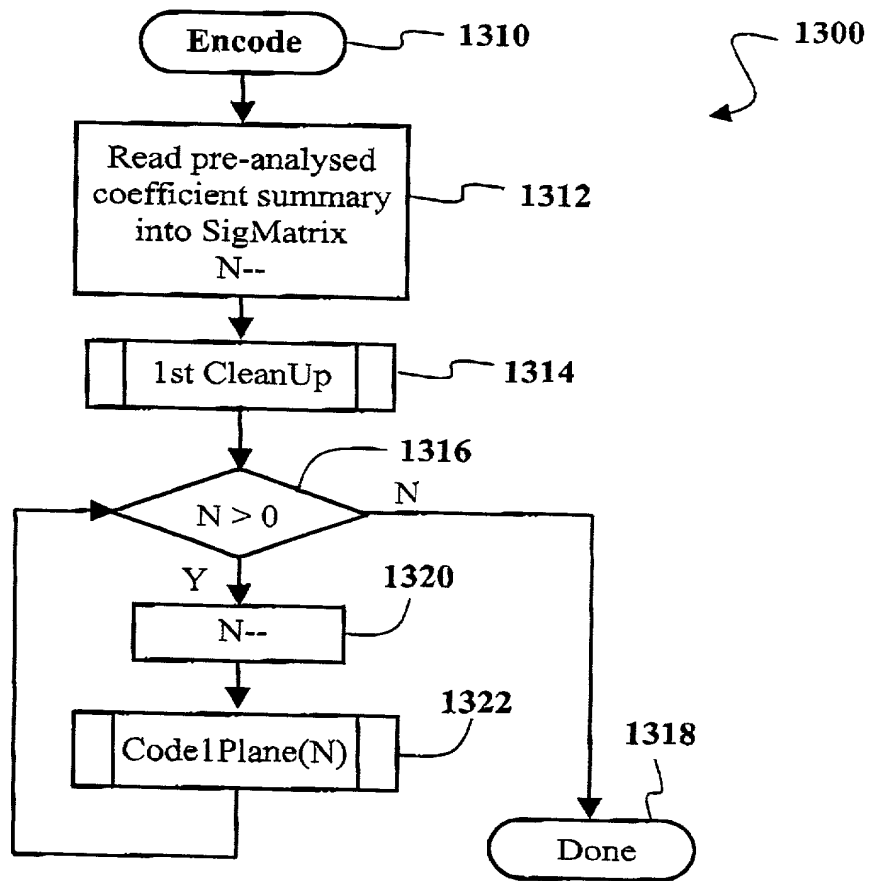 Encode
1310
1300
Read pre-analysed
coefficient summary
into SigMatrix
N--
1312
1st CleanUp
1314
1316
N > 0
N
Y
1320
N--
1322
Code1Plane(N)
1318
Done